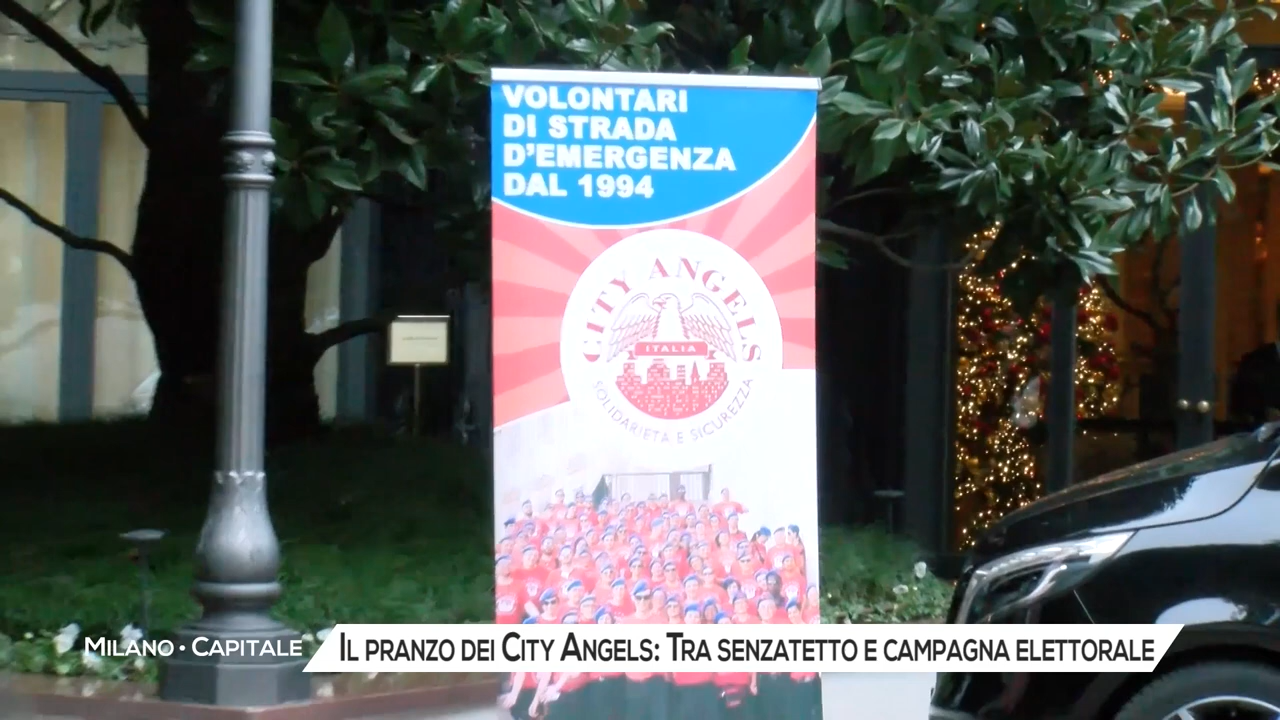 VOLONTARI
DI STRADA
D'EMERGENZA
DAL 1994
CITY ANGELS
ITALIA
SOLIDARIETÀ E SICUREZZA
MILANO • CAPITALE
IL PRANZO DEI CITY ANGELS: TRA SENZATETTO E CAMPAGNA ELETTORALE